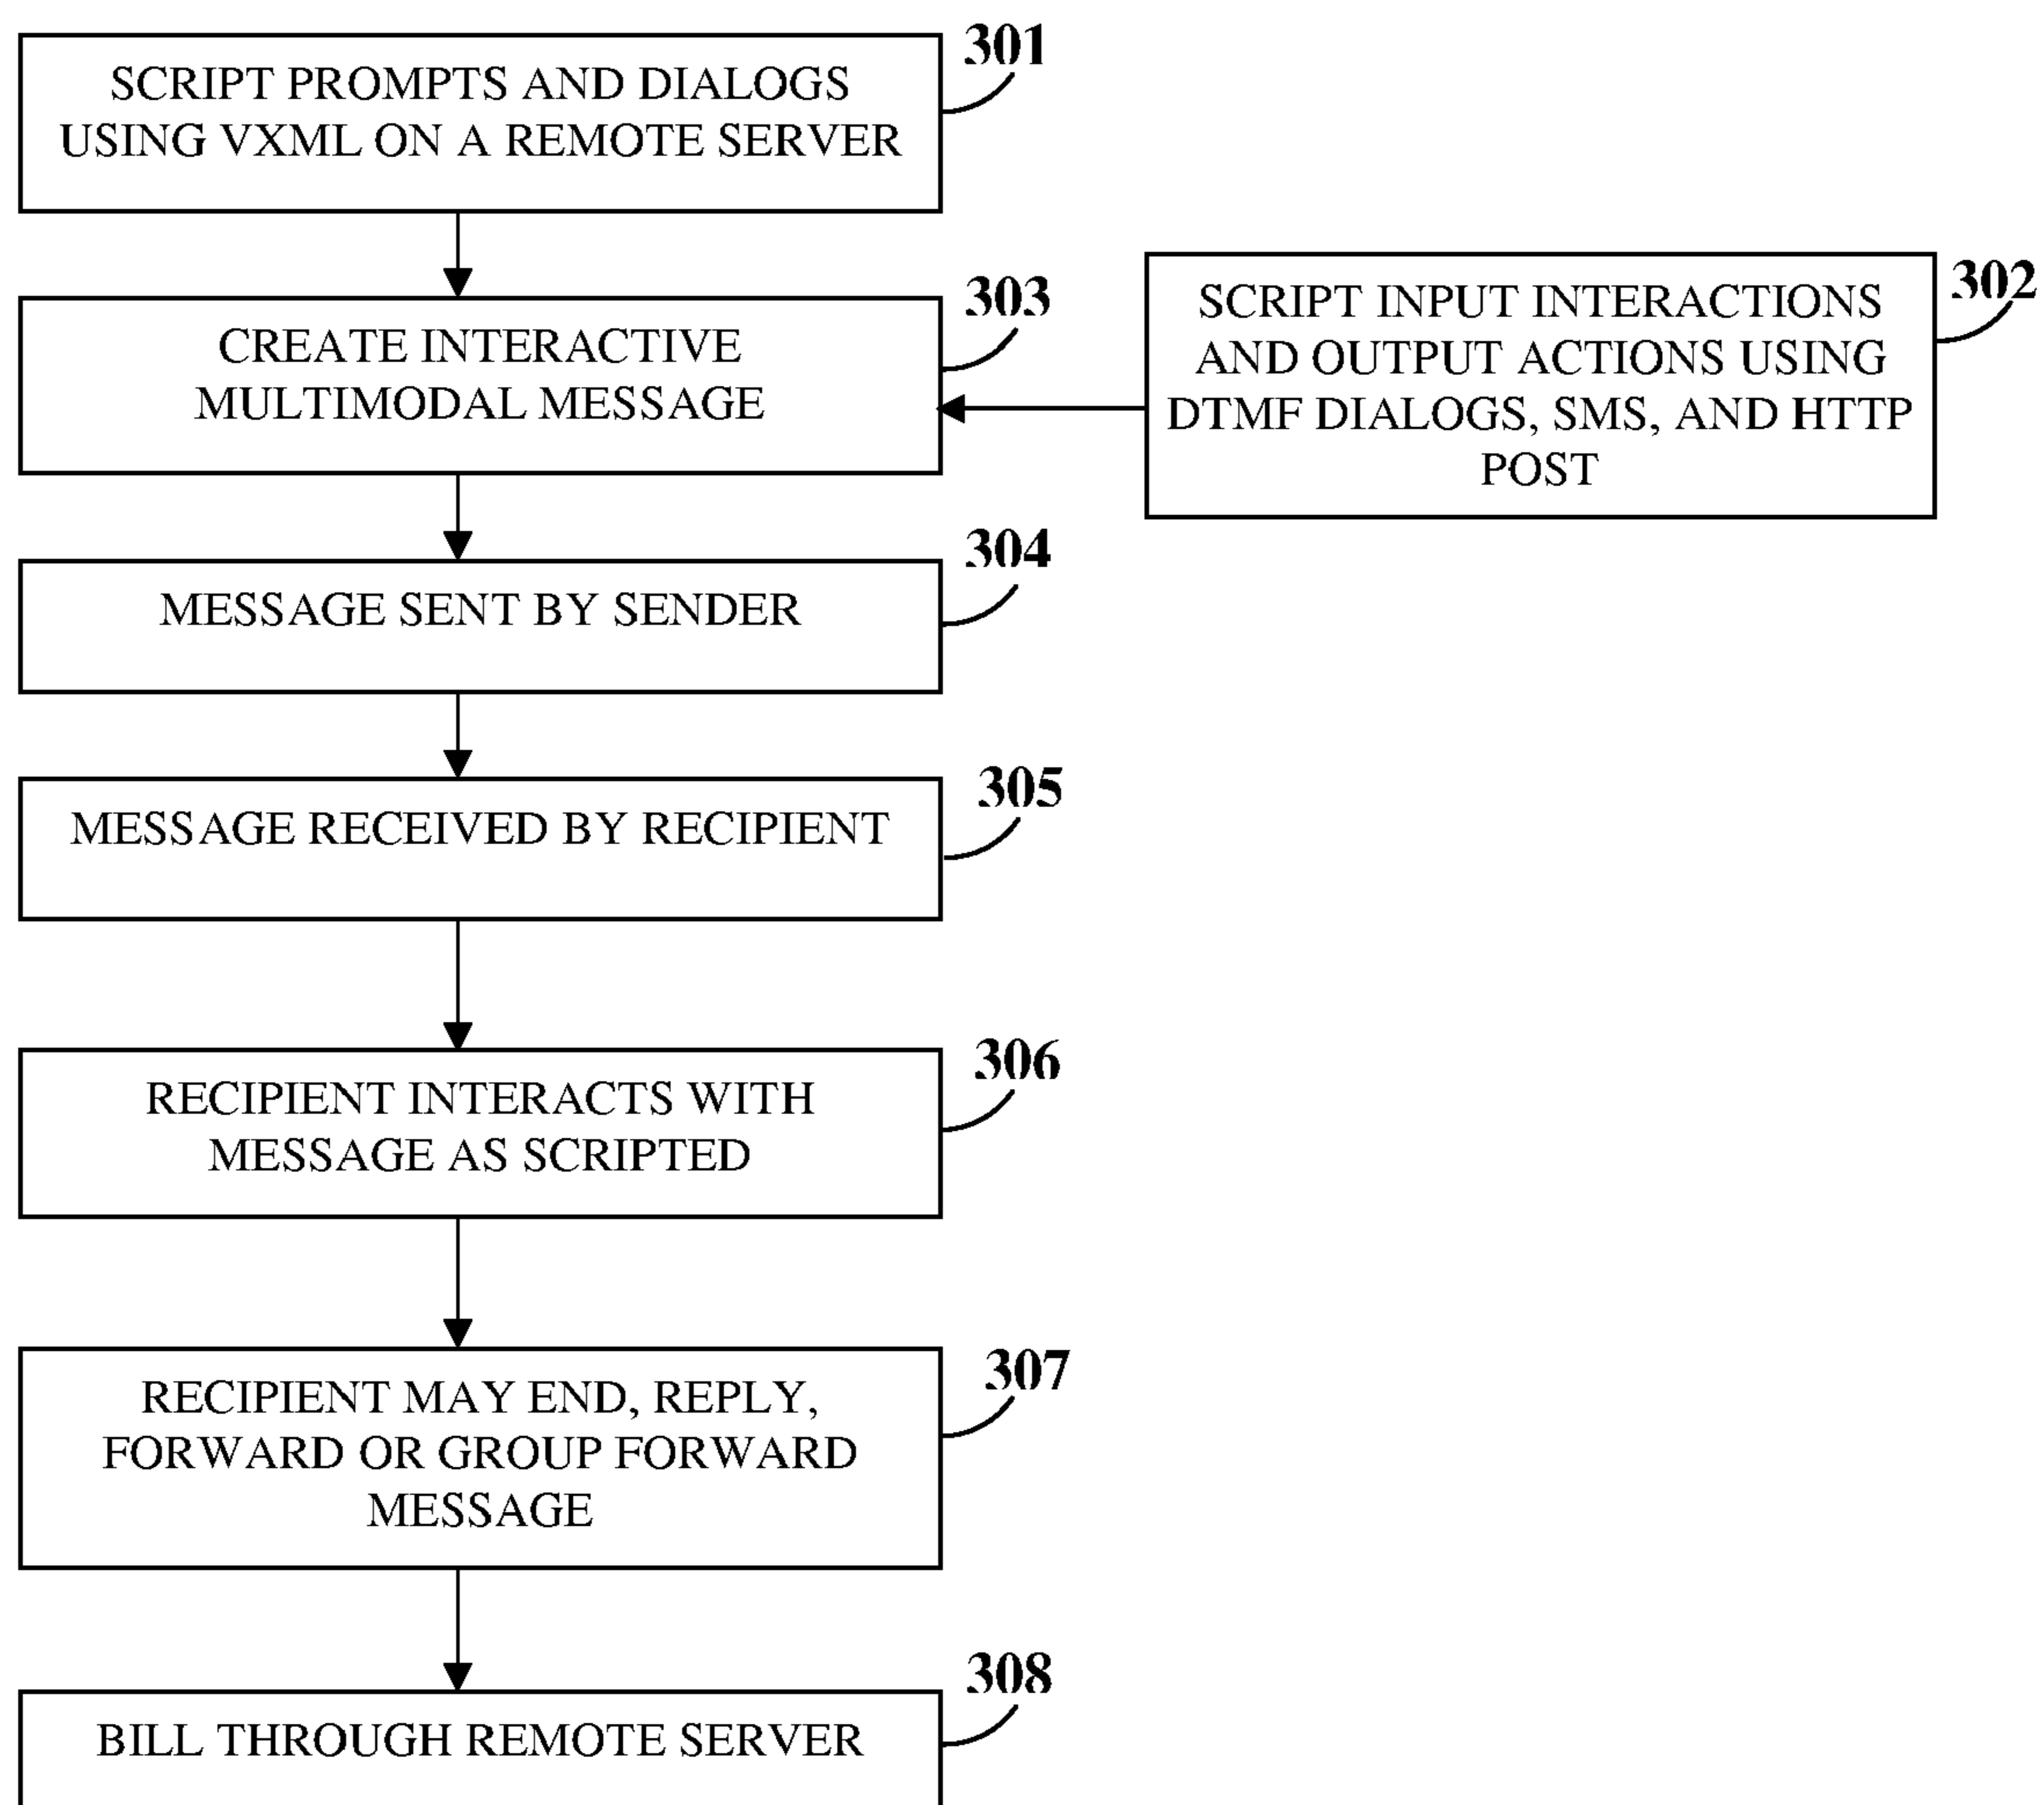 301
SCRIPT PROMPTS AND DIALOGS
USING VXML ON A REMOTE SERVER
303
CREATE INTERACTIVE
MULTIMODAL MESSAGE
302
SCRIPT INPUT INTERACTIONS
AND OUTPUT ACTIONS USING
DTMF DIALOGS, SMS, AND HTTP
POST
304
MESSAGE SENT BY SENDER
305
MESSAGE RECEIVED BY RECIPIENT
306
RECIPIENT INTERACTS WITH
MESSAGE AS SCRIPTED
307
RECIPIENT MAY END, REPLY,
FORWARD OR GROUP FORWARD
MESSAGE
308
BILL THROUGH REMOTE SERVER